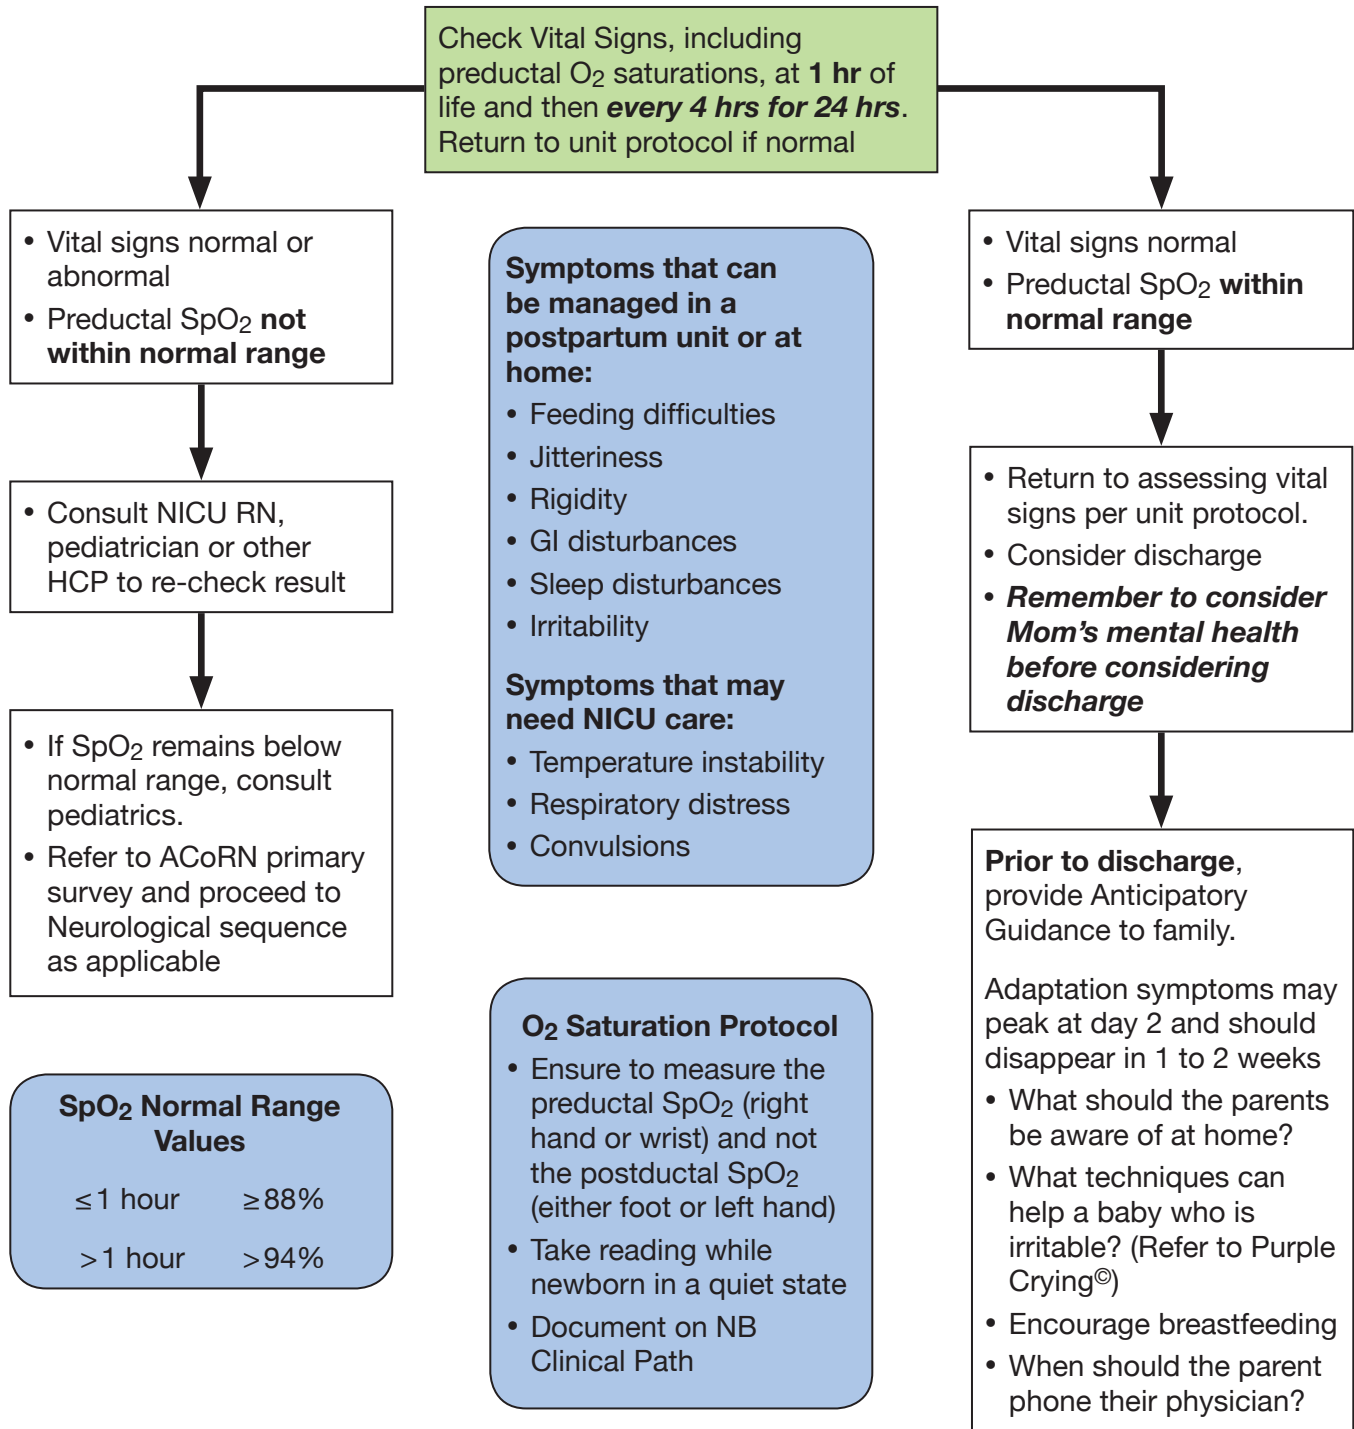 Check Vital Signs, including
preductal O2 saturations, at 1 hr of
life and then every 4 hrs for 24 hrs.
Return to unit protocol if normal
• Vital signs normal or
abnormal
• Preductal SpO2 not
within normal range
• Consult NICU RN,
pediatrician or other
HCP to re-check result
• If SpO2 remains below
normal range, consult
pediatrics.
• Refer to ACoRN primary
survey and proceed to
Neurological sequence
as applicable
SpO2 Normal Range
Values
≤ 1 hour ≥ 88%
> 1 hour > 94%
Symptoms that can
be managed in a
postpartum unit or at
home:
• Feeding difficulties
• Jitteriness
• Rigidity
• GI disturbances
• Sleep disturbances
• Irritability
Symptoms that may
need NICU care:
• Temperature instability
• Respiratory distress
• Convulsions
O2 Saturation Protocol
• Ensure to measure the
preductal SpO2 (right
hand or wrist) and not
the postductal SpO2
(either foot or left hand)
• Take reading while
newborn in a quiet state
• Document on NB
Clinical Path
• Vital signs normal
• Preductal SpO2 within
normal range
• Return to assessing vital
signs per unit protocol.
• Consider discharge
• Remember to consider
Mom's mental health
before considering
discharge
Prior to discharge,
provide Anticipatory
Guidance to family.
Adaptation symptoms may
peak at day 2 and should
disappear in 1 to 2 weeks
• What should the parents
be aware of at home?
• What techniques can
help a baby who is
irritable? (Refer to Purple
Crying©)
• Encourage breastfeeding
• When should the parent
phone their physician?